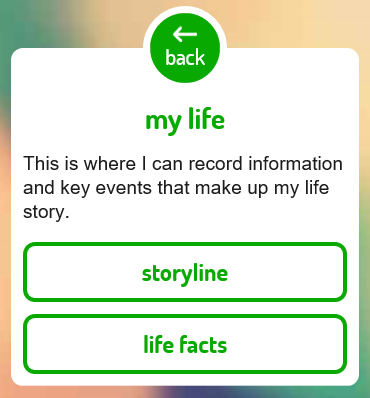 back
my life
This is where I can record information
and key events that make up my life
story.
storyline
life facts